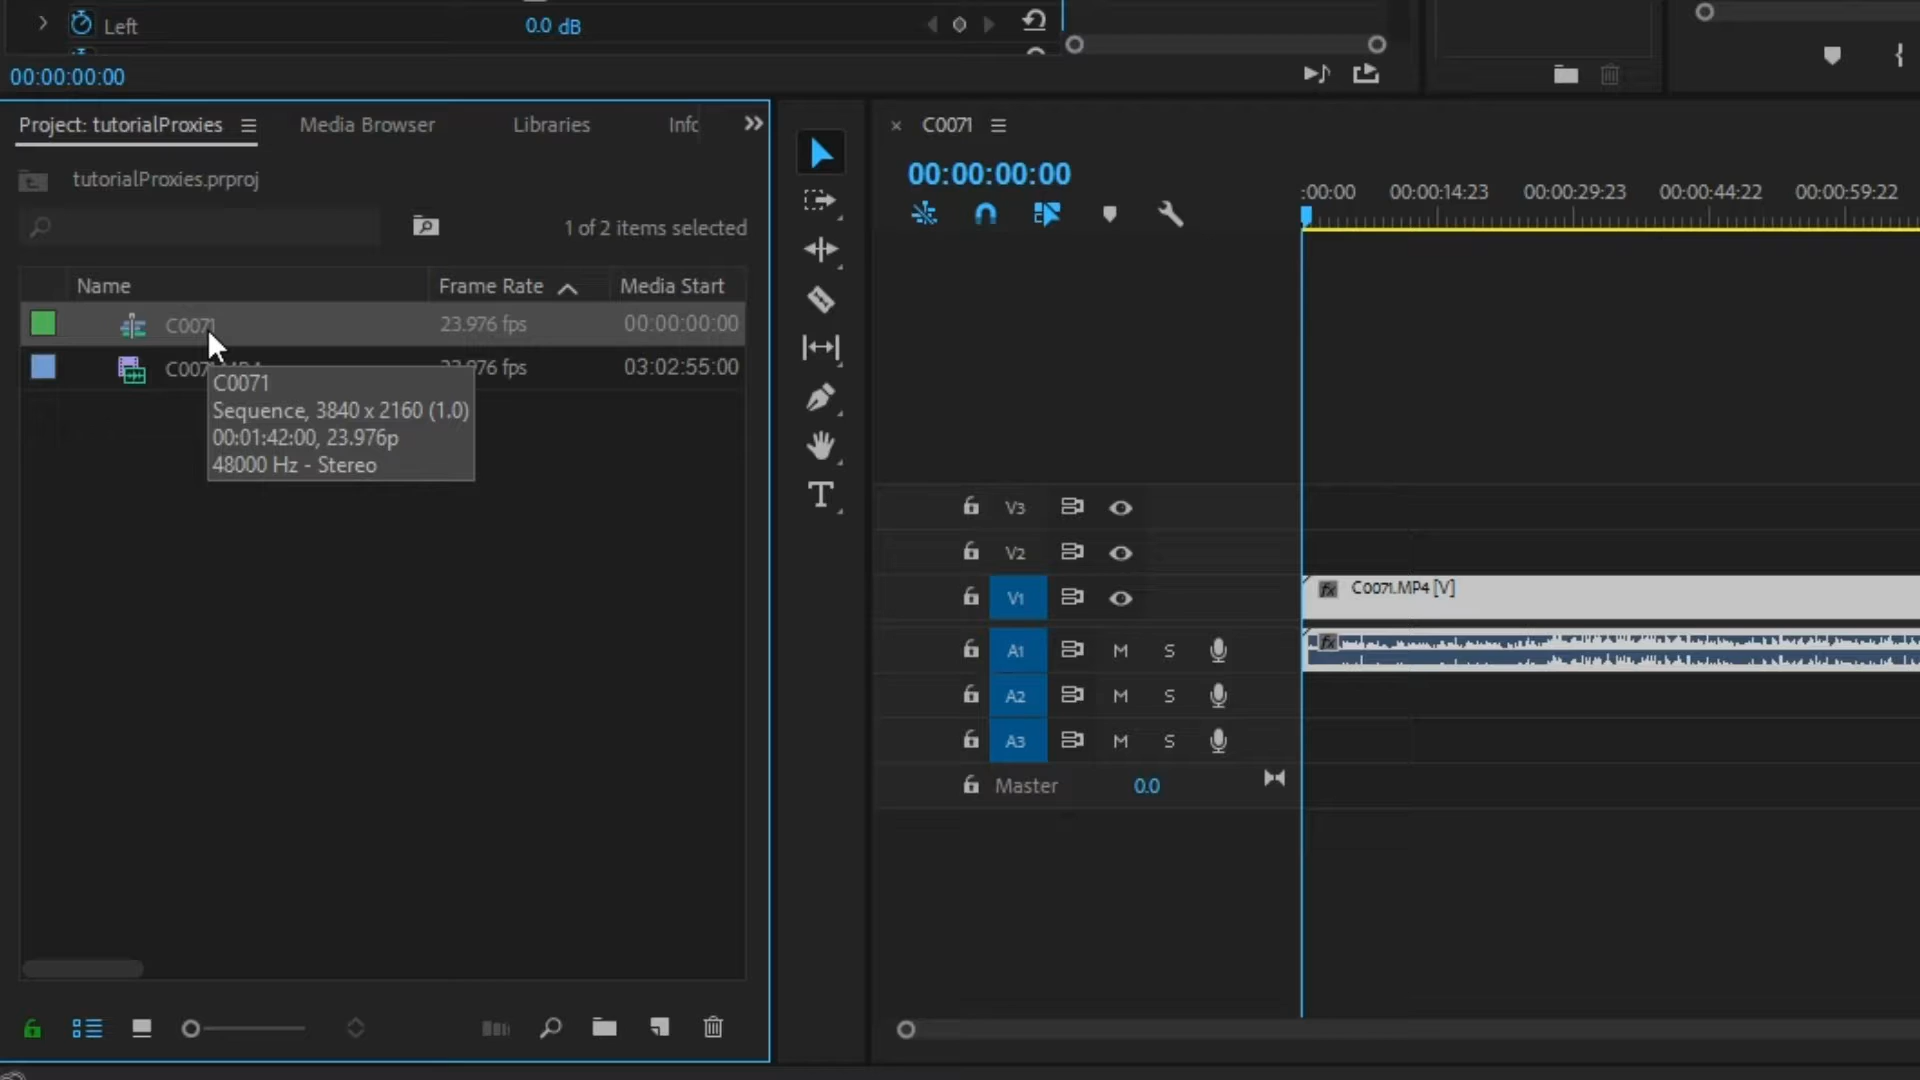 Left
0.0 dB
00:00:00:00
Project: tutorialProxies
Media Browser
Libraries
Info
tutorialProxies.prproj
1 of 2 items selected
Name
Frame Rate
Media Start
C0071
23.976 fps
00:00:00:00
C0071.MP4
23.976 fps
03:02:55:00
C0071
Sequence, 3840 x 2160 (1.0)
00:01:42:00, 23.976p
48000 Hz - Stereo
C0071
00:00:00:00
:00:00
00:00:14:23
00:00:29:23
00:00:44:22
00:00:59:22
V3
V2
V1
fx
C0071.MP4 [V]
A1
M
S
fx
A2
M
S
A3
M
S
Master
0.0